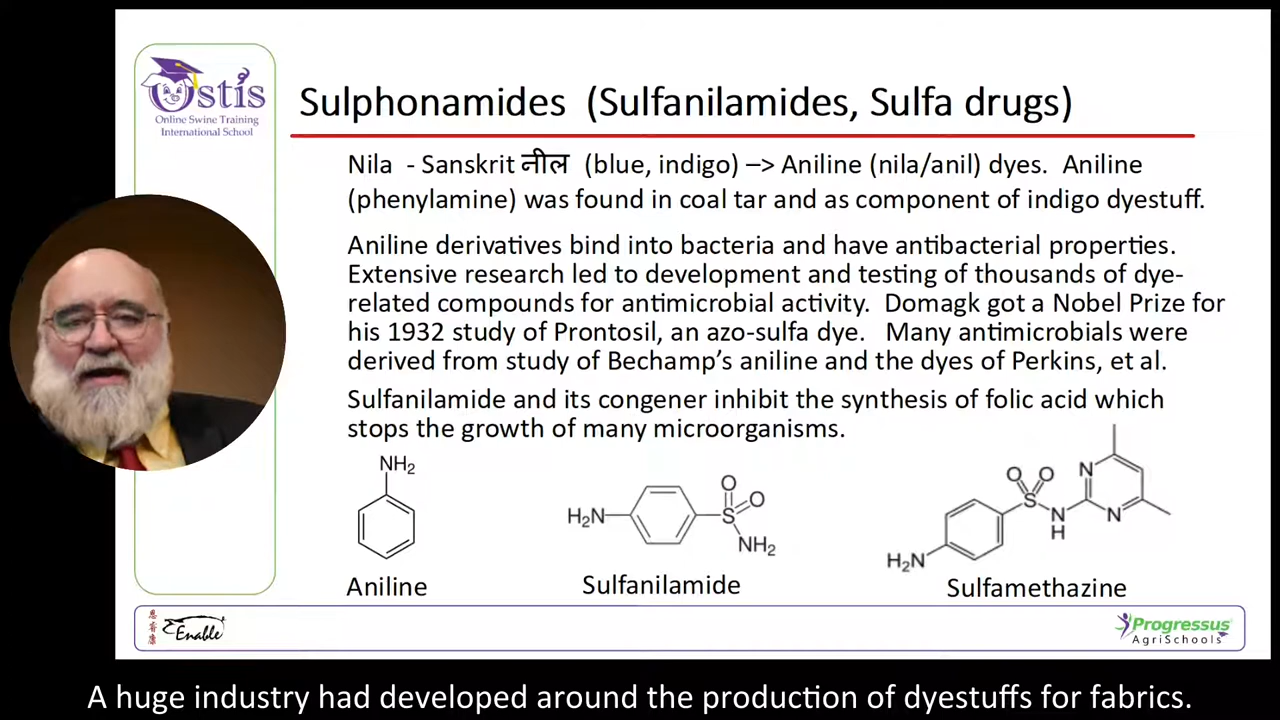 Ostis
Online Swine Training
International School
Sulphonamides (Sulfanilamides, Sulfa drugs)
Nila - Sanskrit नील (blue, indigo) –> Aniline (nila/anil) dyes. Aniline
(phenylamine) was found in coal tar and as component of indigo dyestuff.
Aniline derivatives bind into bacteria and have antibacterial properties.
Extensive research led to development and testing of thousands of dye-
related compounds for antimicrobial activity. Domagk got a Nobel Prize for
his 1932 study of Prontosil, an azo-sulfa dye. Many antimicrobials were
derived from study of Bechamp’s aniline and the dyes of Perkins, et al.
Sulfanilamide and its congener inhibit the synthesis of folic acid which
stops the growth of many microorganisms.
NH₂
Aniline
H₂N
S
O
O
NH₂
Sulfanilamide
H₂N
O
O
S
N
H
N
N
Sulfamethazine
Enable
Progressus
AgriSchools
A huge industry had developed around the production of dyestuffs for fabrics.